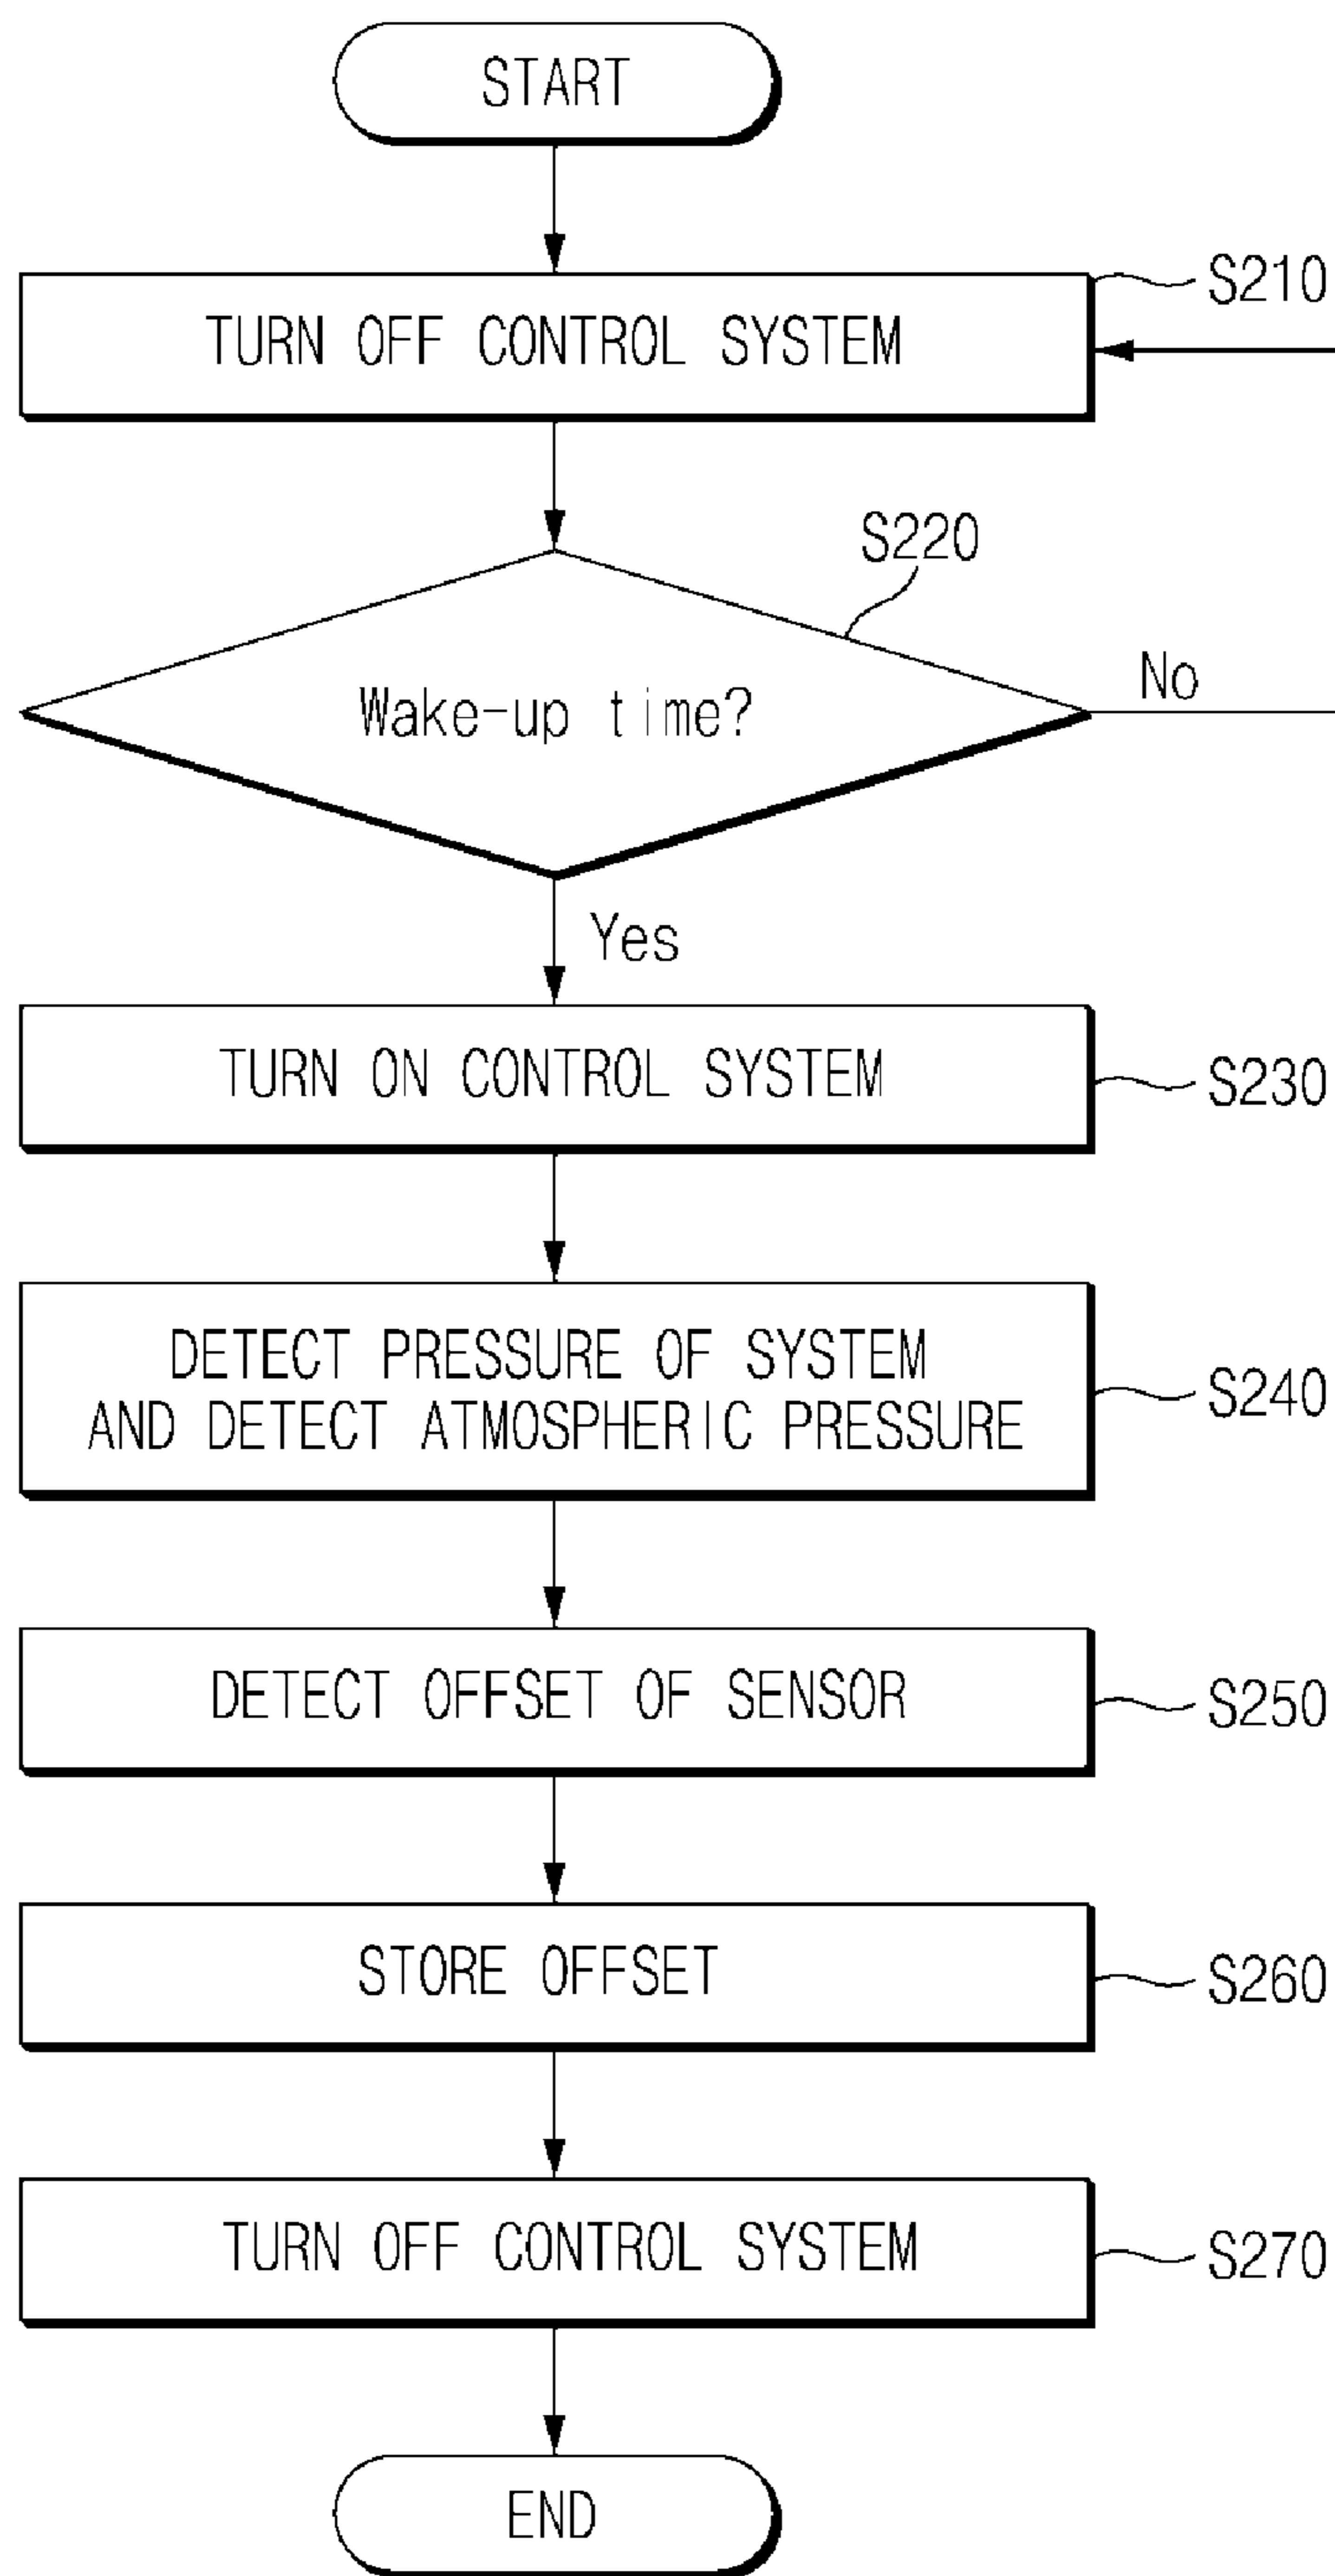 START
S210
TURN OFF CONTROL SYSTEM
S220
Wake-up time?
No
Yes
TURN ON CONTROL SYSTEM
S230
DETECT PRESSURE OF SYSTEM
AND DETECT ATMOSPHERIC PRESSURE
S240
DETECT OFFSET OF SENSOR
S250
STORE OFFSET
S260
TURN OFF CONTROL SYSTEM
S270
END